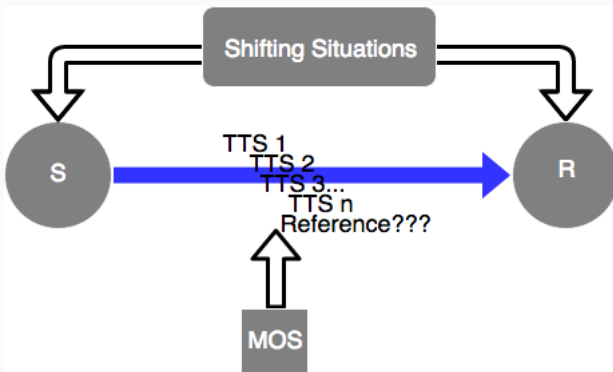 Shifting Situations
S
TTS 1
TTS 2
TTS 3...
TTS n
Reference???
R
MOS